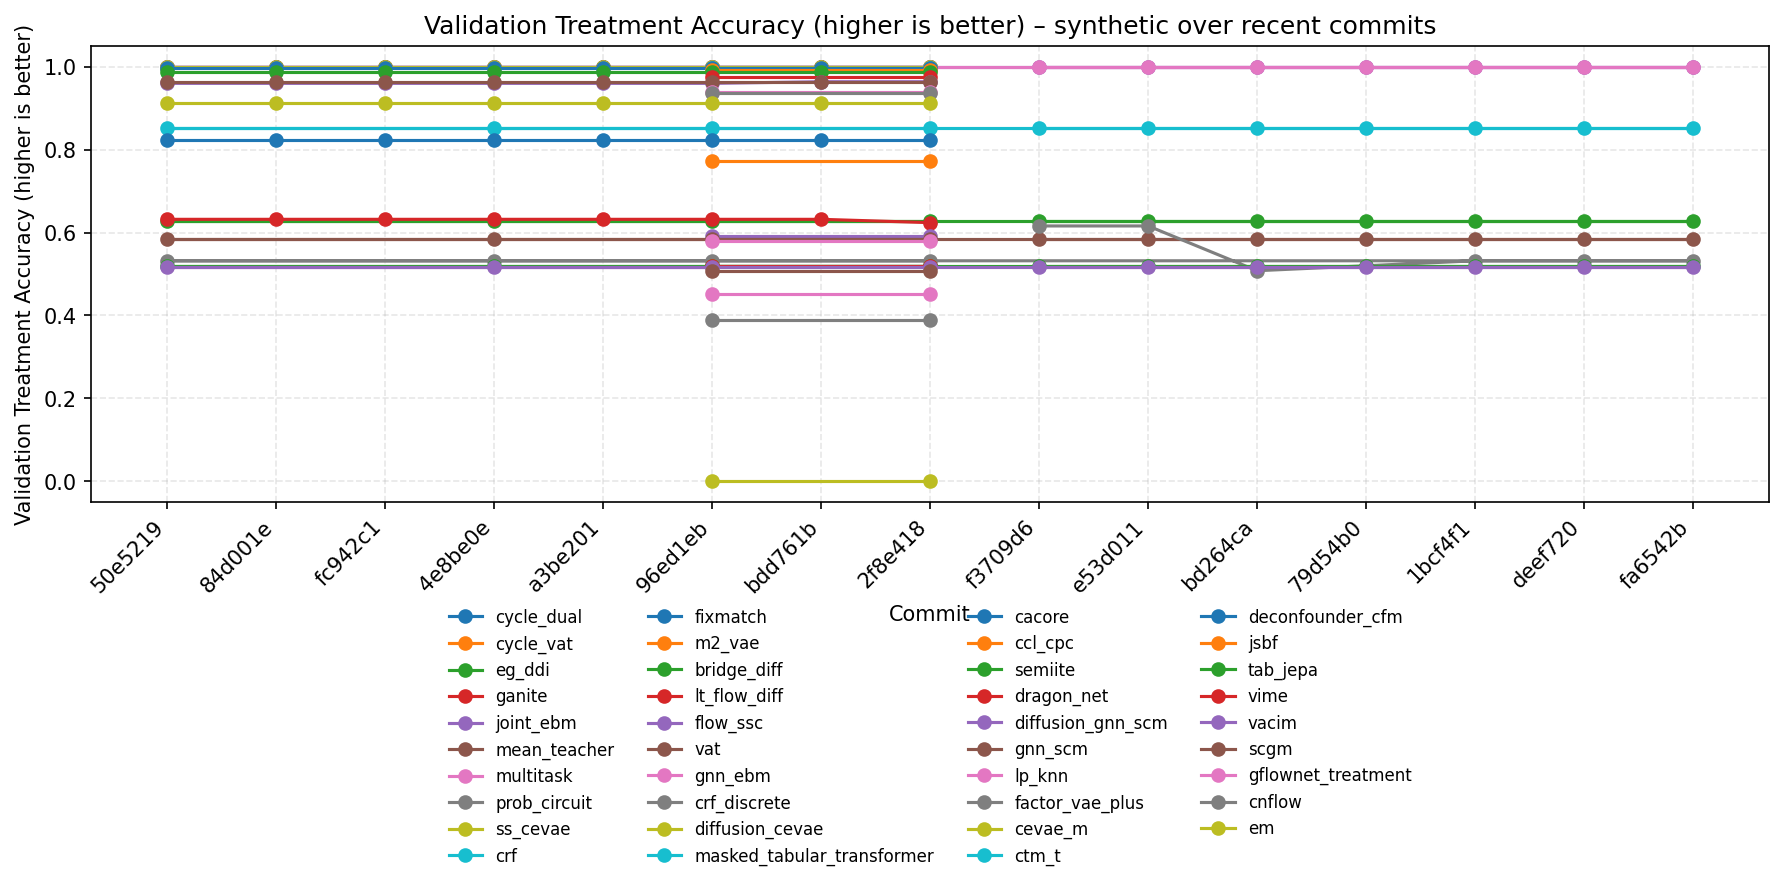 Validation Treatment Accuracy (higher is better) – synthetic over recent commits
Validation Treatment Accuracy (higher is better)
1.0
0.8
0.6
0.4
0.2
0.0
50e5219
84d001e
fc942c1
4e8be0e
a3be201
96ed1eb
bdd761b
2f8e418
f3709d6
e53d011
bd264ca
79d54b0
1bcf4f1
deef720
fa6542b
Commit
cycle_dual
cycle_vat
eg_ddi
ganite
joint_ebm
mean_teacher
multitask
prob_circuit
ss_cevae
crf
fixmatch
m2_vae
bridge_diff
lt_flow_diff
flow_ssc
vat
gnn_ebm
crf_discrete
diffusion_cevae
masked_tabular_transformer
cacore
ccl_cpc
semiite
dragon_net
diffusion_gnn_scm
gnn_scm
lp_knn
factor_vae_plus
cevae_m
ctm_t
deconfounder_cfm
jsbf
tab_jepa
vime
vacim
scgm
gflownet_treatment
cnflow
em